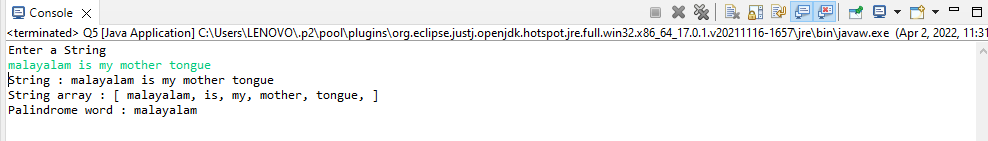 Console
<terminated> Q5 [Java Application] C:\Users\LENOVO\.p2\pool\plugins\org.eclipse.justj.openjdk.hotspot.jre.full.win32.x86_64_17.0.1.v20211116-1657\jre\bin\javaw.exe (Apr 2, 2022, 11:31
Enter a String
malayalam is my mother tongue
String : malayalam is my mother tongue
String array : [ malayalam, is, my, mother, tongue, ]
Palindrome word : malayalam